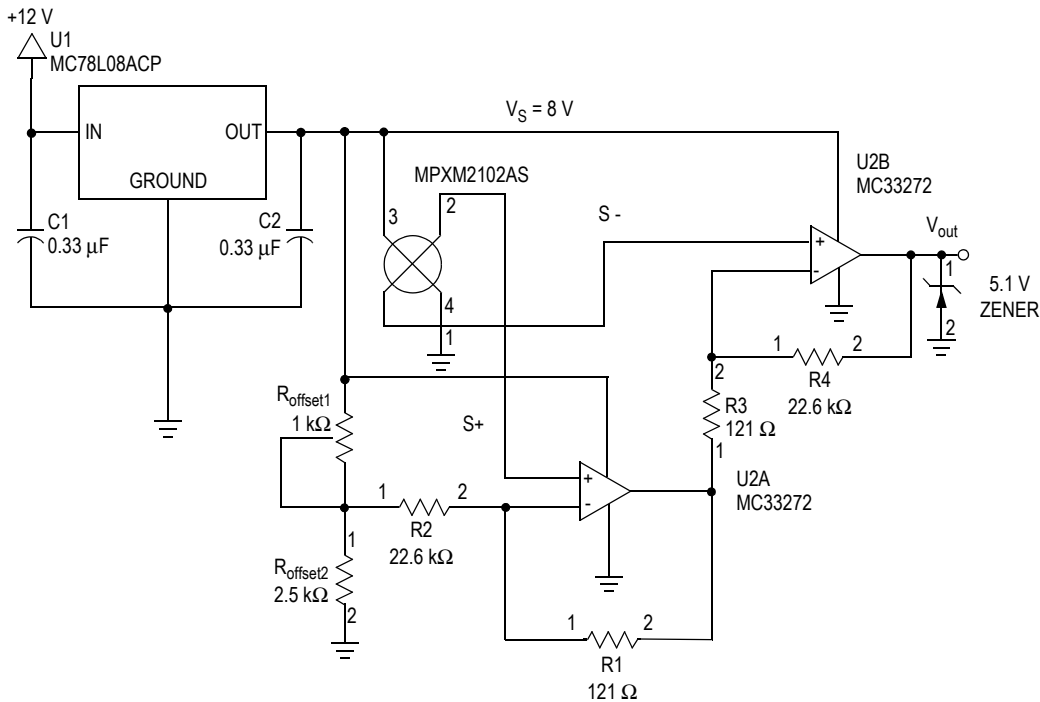 +12 V
U1
MC78L08ACP
IN
OUT
GROUND
C1
0.33 µF
C2
0.33 µF
V_S = 8 V
MPXM2102AS
3
2
4
1
S -
S+
U2B
MC33272
+
-
V_out
1
2
5.1 V
ZENER
1
2
R4
22.6 kΩ
2
R3
121 Ω
1
R_offset1
1 kΩ
1
2
R2
22.6 kΩ
+
-
U2A
MC33272
1
R_offset2
2.5 kΩ
2
1
2
R1
121 Ω